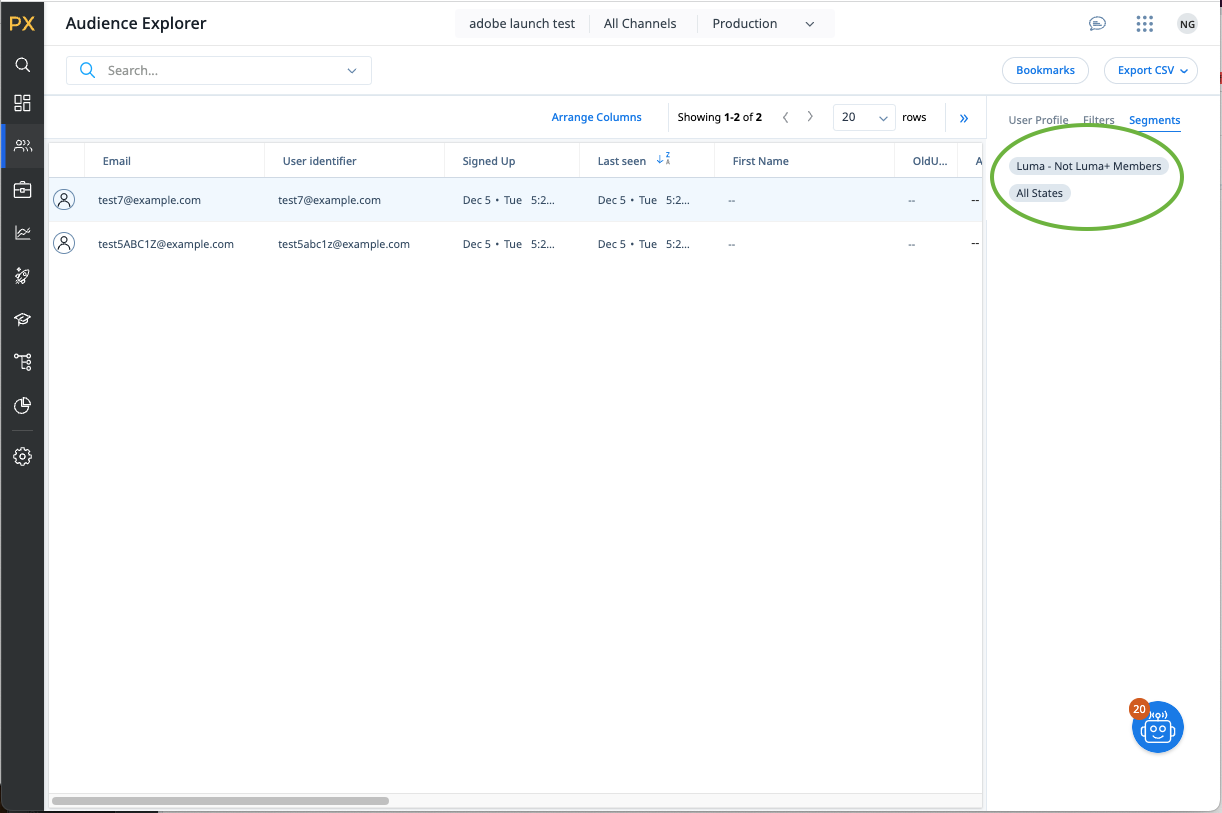 PX Audience Explorer adobe launch test All Channels Production NG
Search... Bookmarks Export CSV
Arrange Columns Showing 1-2 of 2 20 rows » User Profile Filters Segments
Email User identifier Signed Up Last seen First Name OldU... A
Luma - Not Luma+ Members
test7@example.com test7@example.com Dec 5 • Tue 5:2... Dec 5 • Tue 5:2... -- -- --
All States
test5ABC1Z@example.com test5abc1z@example.com Dec 5 • Tue 5:2... Dec 5 • Tue 5:2... -- -- --
20